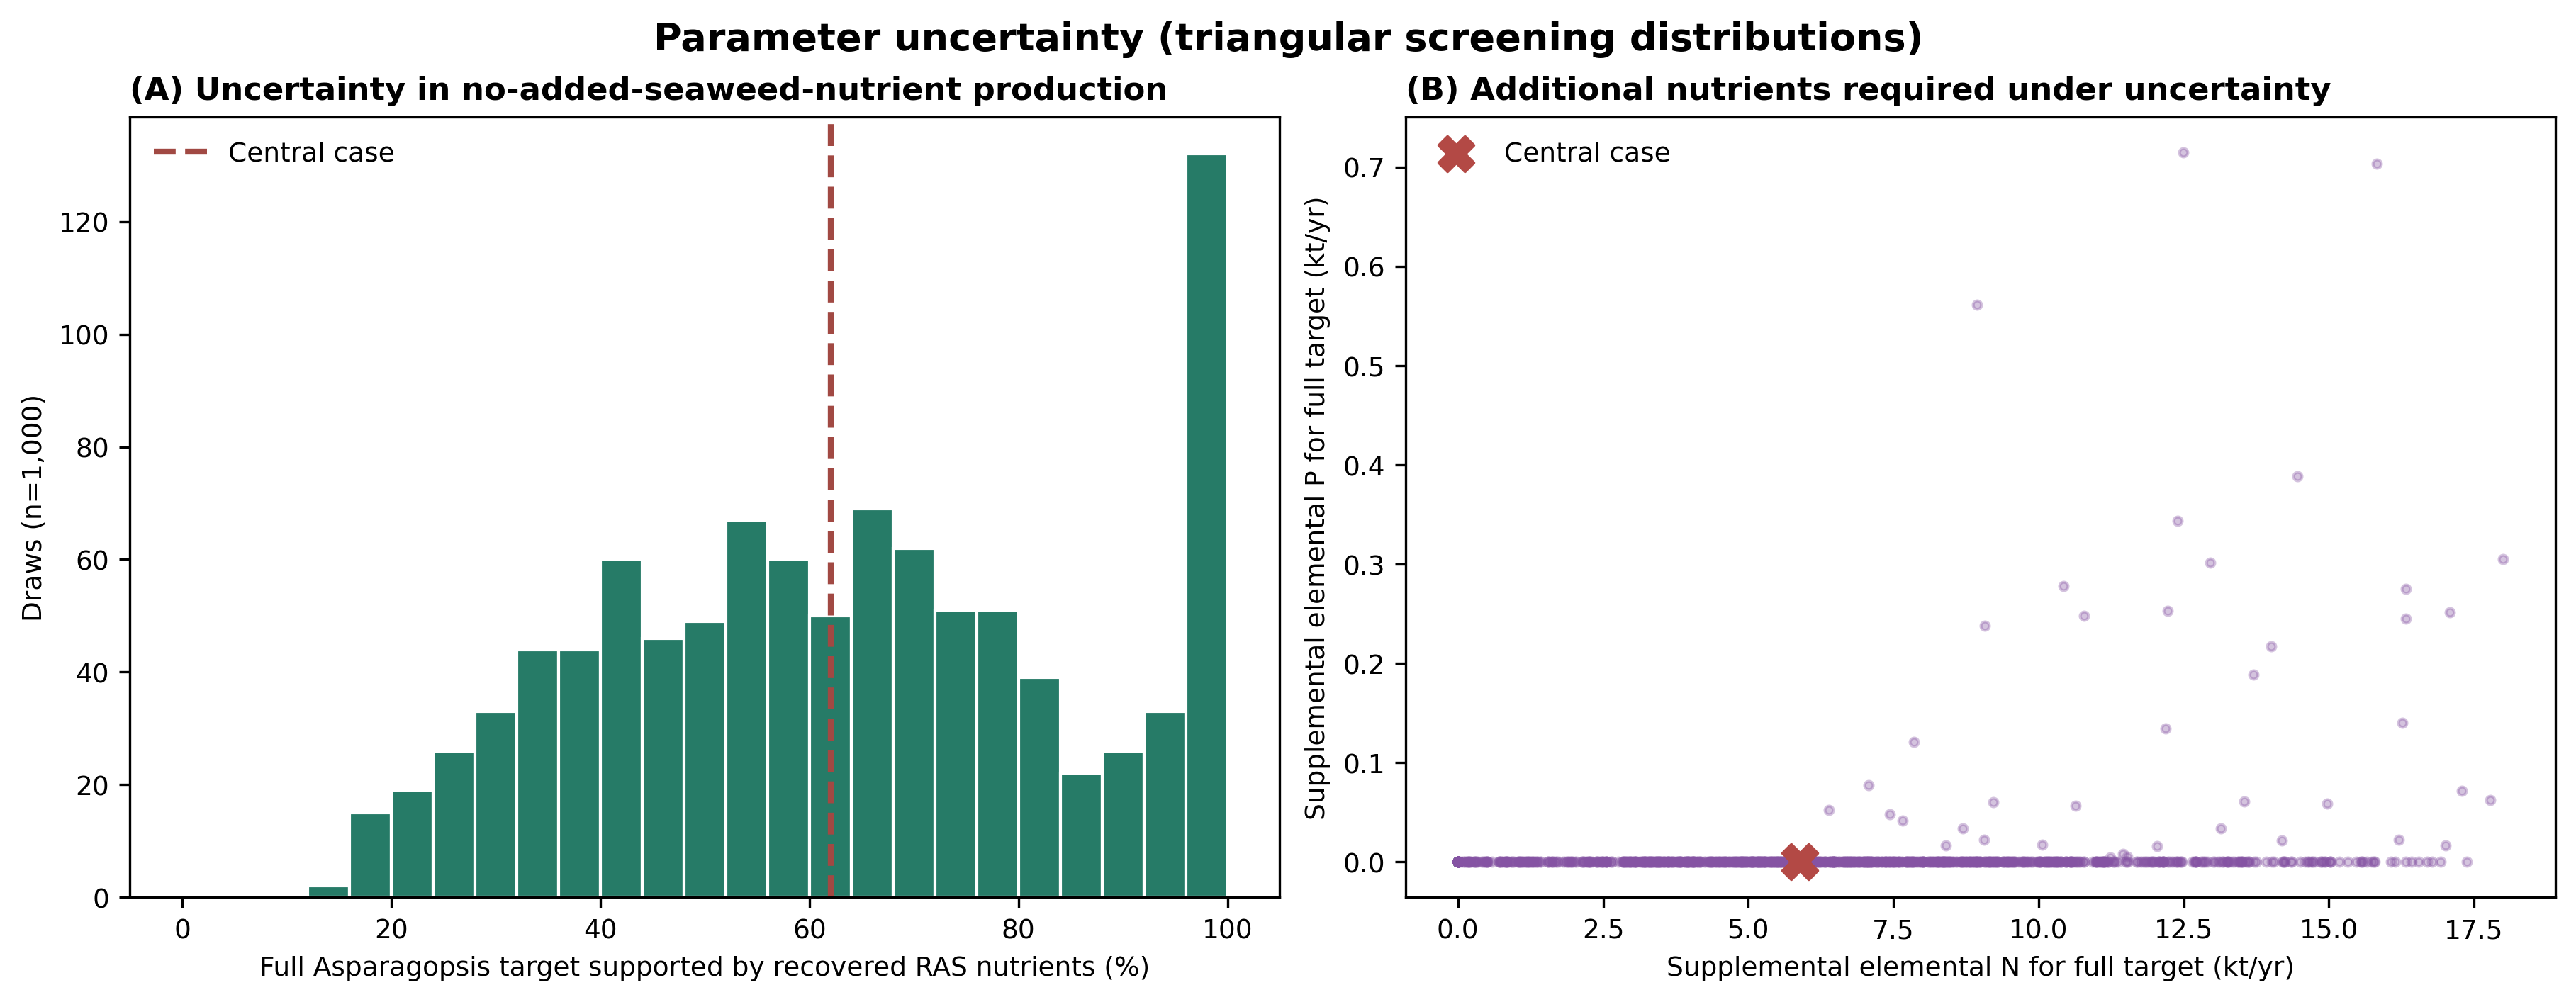 Parameter uncertainty (triangular screening distributions)
(A) Uncertainty in no-added-seaweed-nutrient production
Central case
Draws (n=1,000)
120
100
80
60
40
20
0
0 20 40 60 80 100
Full Asparagopsis target supported by recovered RAS nutrients (%)
(B) Additional nutrients required under uncertainty
Central case
Supplemental elemental P for full target (kt/yr)
0.7
0.6
0.5
0.4
0.3
0.2
0.1
0.0
0.0 2.5 5.0 7.5 10.0 12.5 15.0 17.5
Supplemental elemental N for full target (kt/yr)